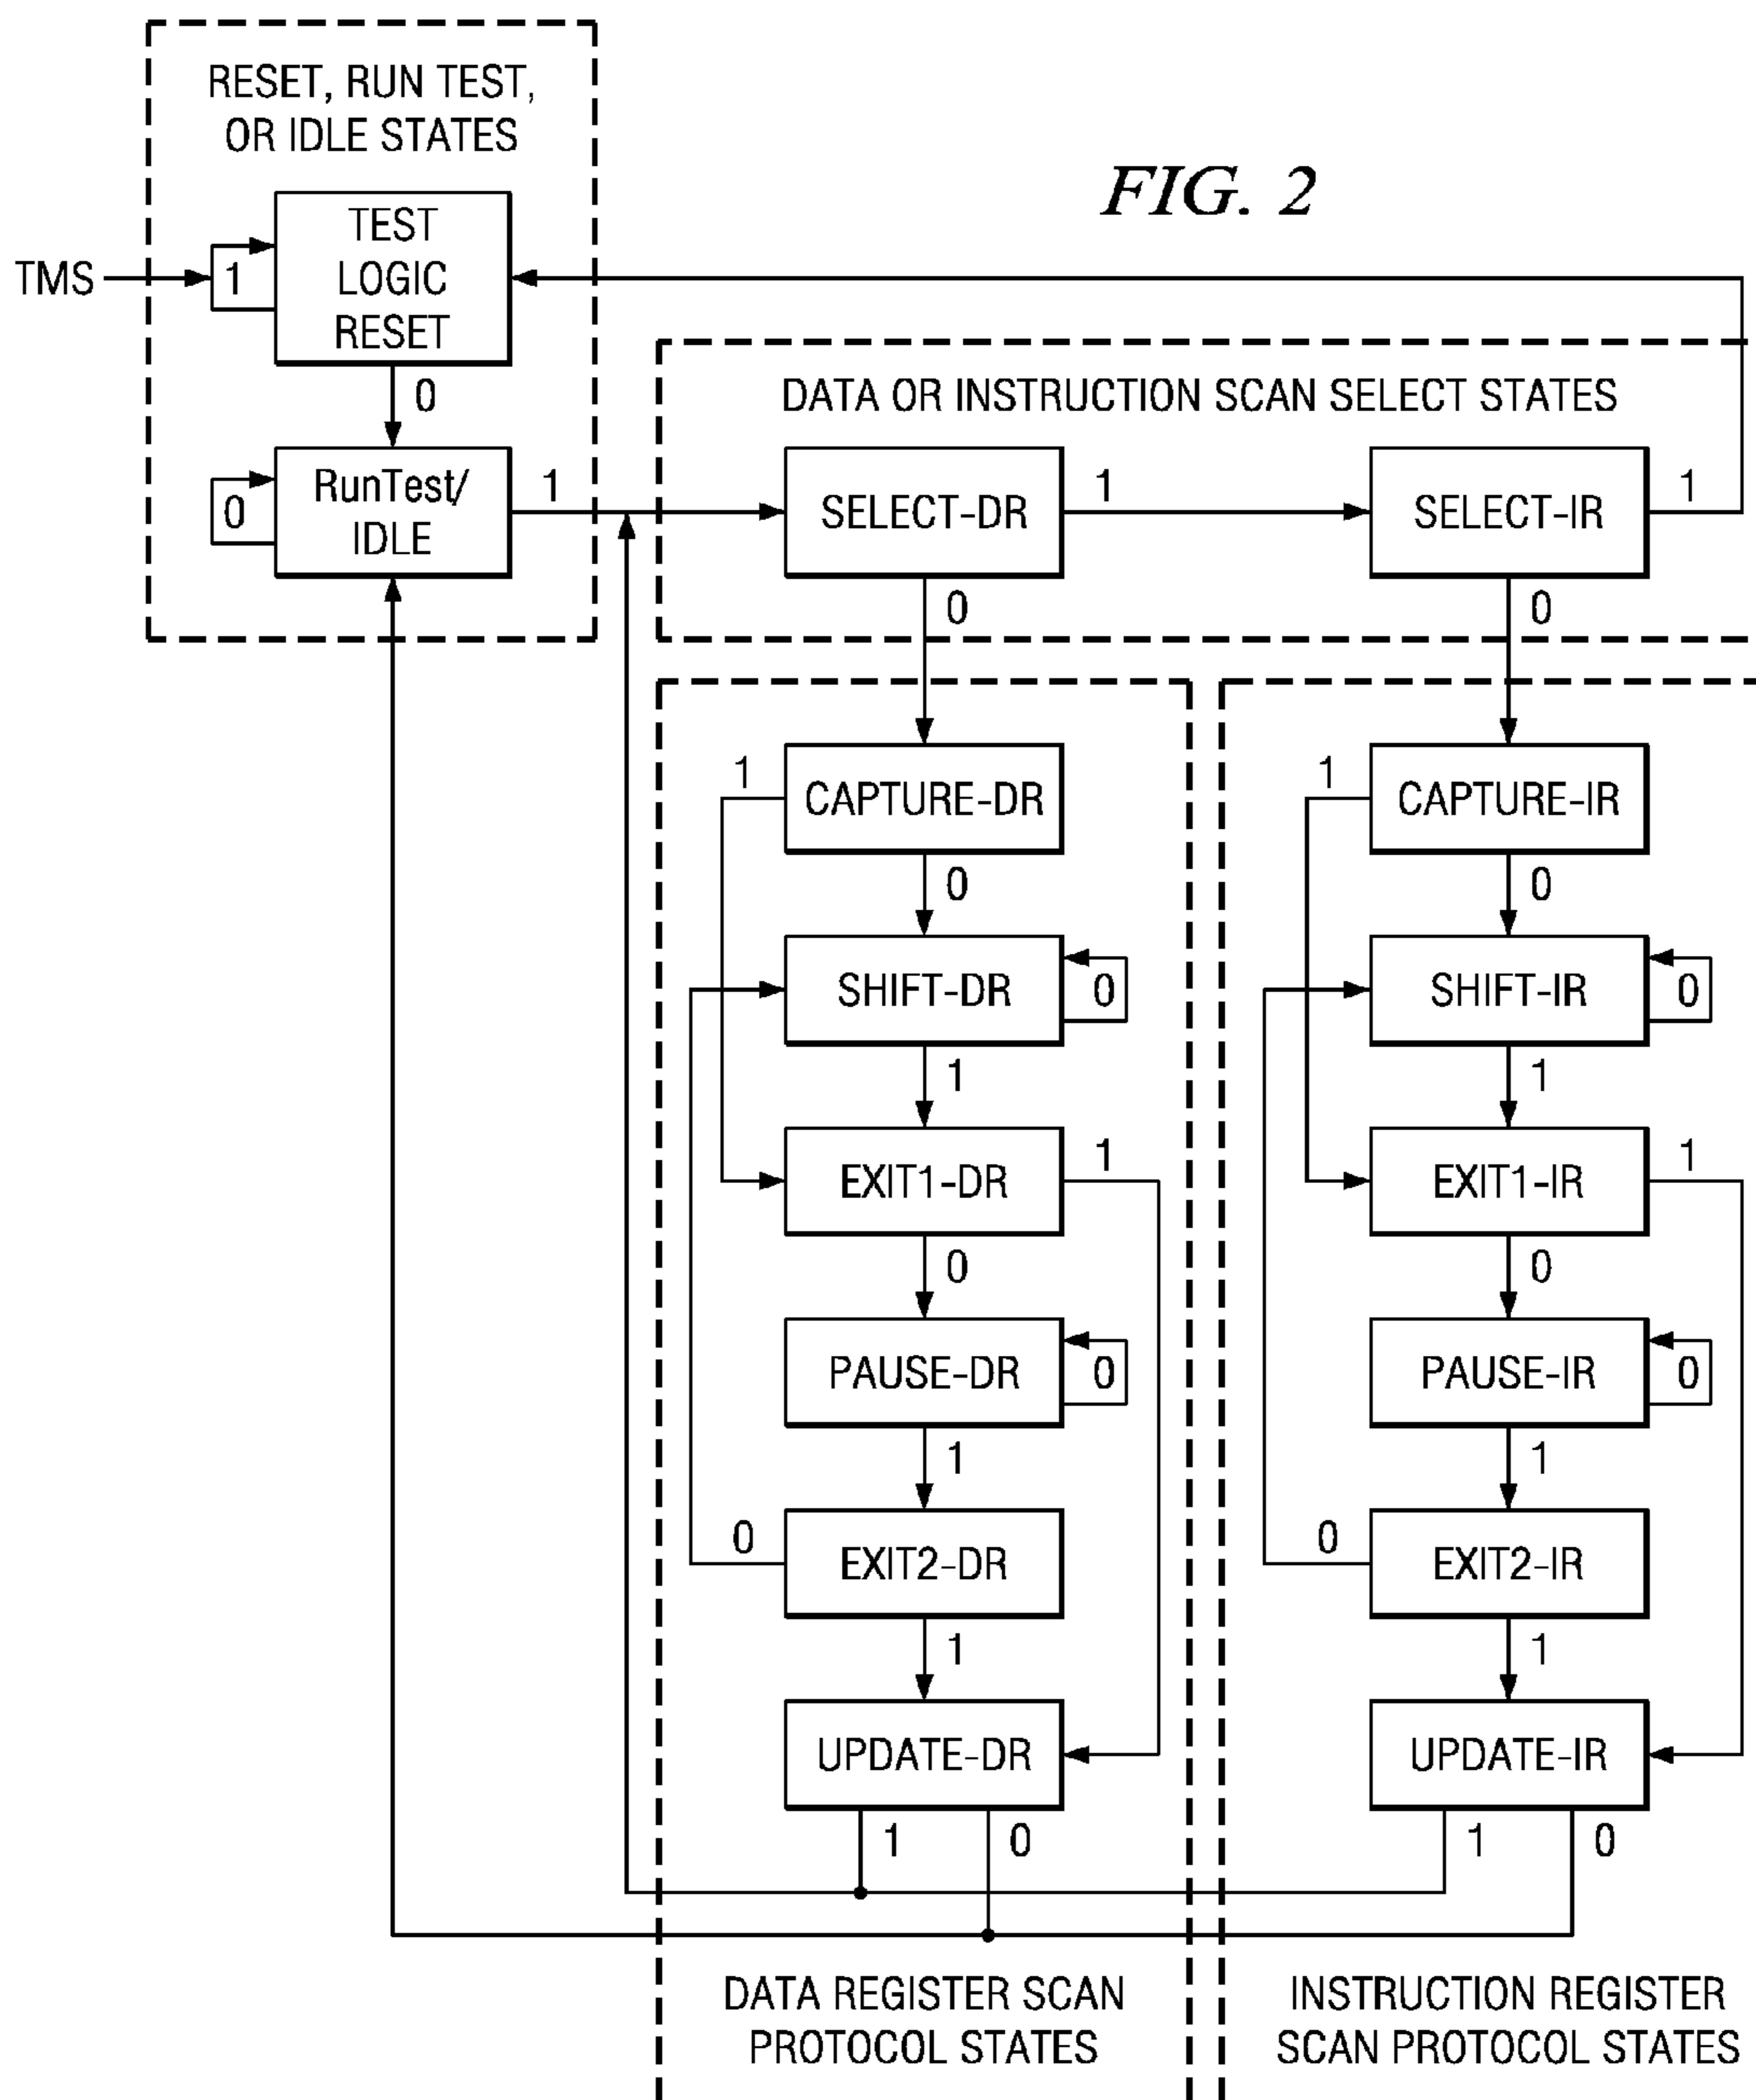 RESET, RUN TEST,
OR IDLE STATES
FIG. 2
TMS
1
TEST
LOGIC
RESET
0
DATA OR INSTRUCTION SCAN SELECT STATES
0
RunTest/
IDLE
1
SELECT-DR
1
SELECT-IR
1
0
0
1
CAPTURE-DR
1
CAPTURE-IR
0
0
SHIFT-DR
0
SHIFT-IR
0
1
1
EXIT1-DR
1
EXIT1-IR
1
0
0
PAUSE-DR
0
PAUSE-IR
0
1
1
0
EXIT2-DR
0
EXIT2-IR
1
1
UPDATE-DR
UPDATE-IR
1
0
1
0
DATA REGISTER SCAN
PROTOCOL STATES
INSTRUCTION REGISTER
SCAN PROTOCOL STATES